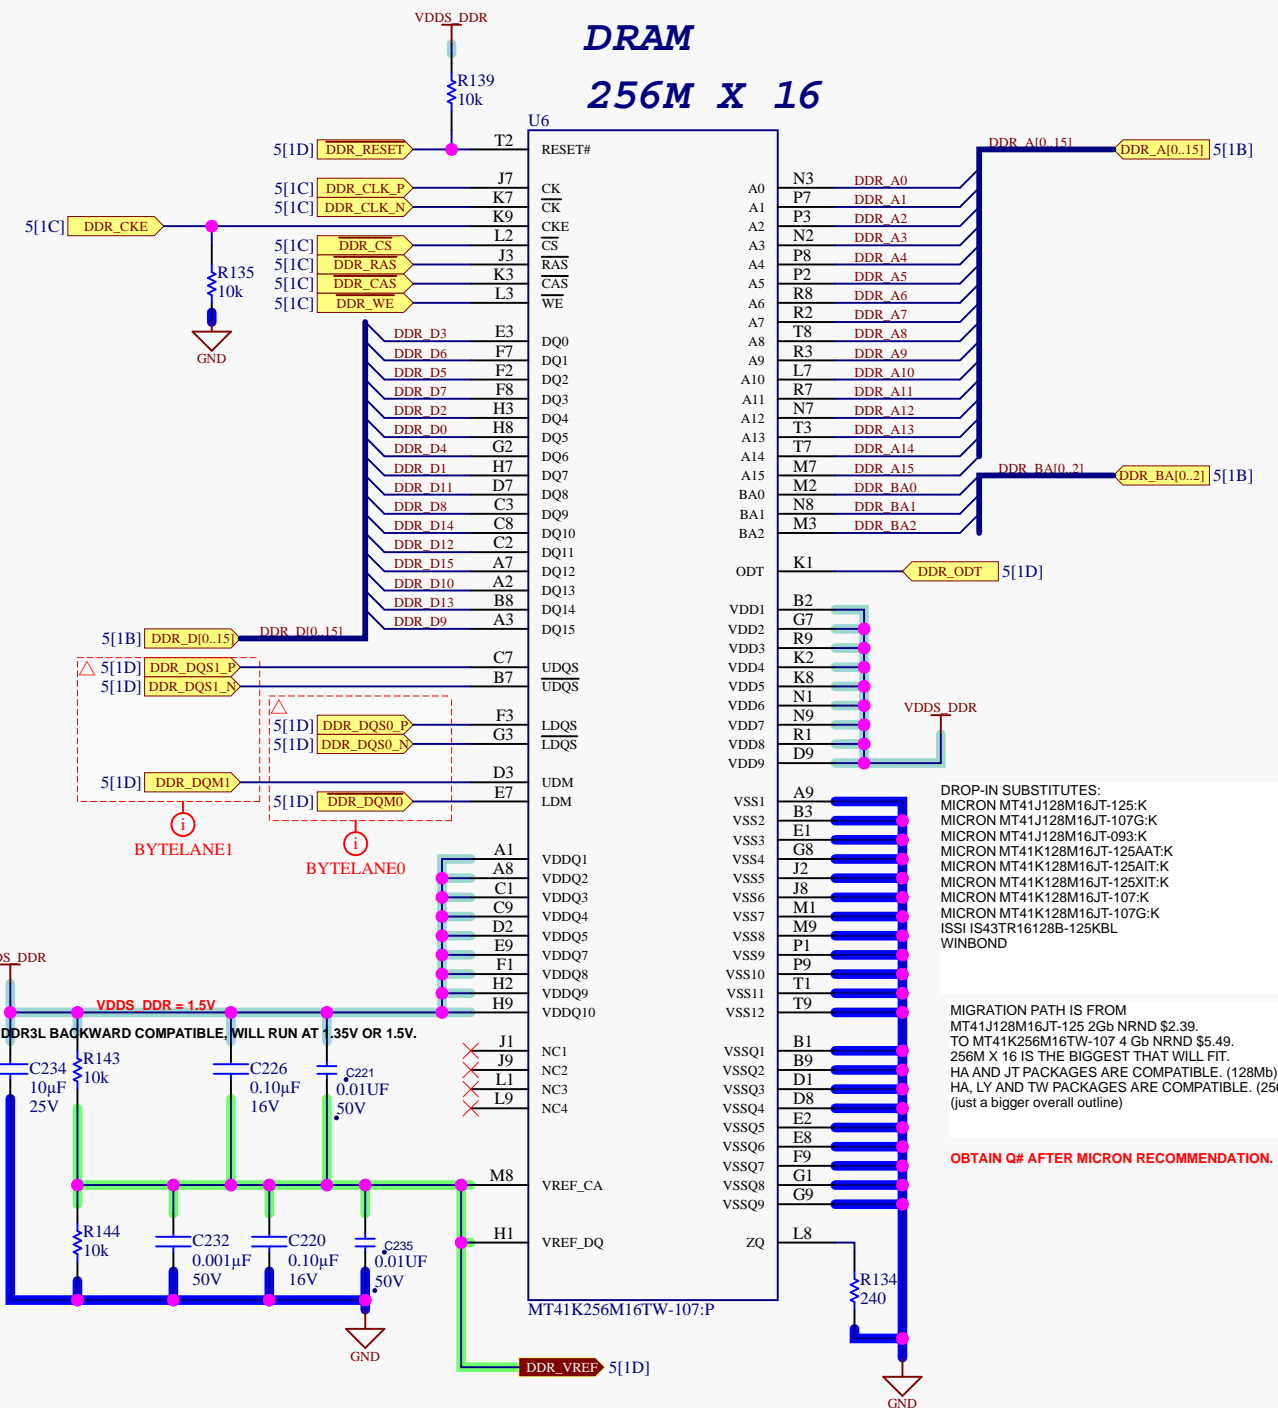 VDDS_DDR
DRAM
256M X 16
R139
10k
U6
5[1D] DDR_RESET T2 RESET#
5[1C] DDR_CLK_P J7 CK
5[1C] DDR_CLK_N K7 CK
5[1C] DDR_CKE K9 CKE
5[1C] DDR_CS L2 CS
5[1C] DDR_RAS J3 RAS
5[1C] DDR_CAS K3 CAS
5[1C] DDR_WE L3 WE
R135
10k
GND
DDR_D3 E3 DQ0
DDR_D6 F7 DQ1
DDR_D5 F2 DQ2
DDR_D7 F8 DQ3
DDR_D2 H3 DQ4
DDR_D0 H8 DQ5
DDR_D4 G2 DQ6
DDR_D1 H7 DQ7
DDR_D11 D7 DQ8
DDR_D8 C3 DQ9
DDR_D14 C8 DQ10
DDR_D12 C2 DQ11
DDR_D15 A7 DQ12
DDR_D10 A2 DQ13
DDR_D13 B8 DQ14
DDR_D9 A3 DQ15
5[1B] DDR_D[0..15] DDR_D[0..15]
5[1D] DDR_DQS1_P C7 UDQS
5[1D] DDR_DQS1_N B7 UDQS
5[1D] DDR_DQS0_P F3 LDQS
5[1D] DDR_DQS0_N G3 LDQS
5[1D] DDR_DQM1 D3 UDM
5[1D] DDR_DQM0 E7 LDM
i
BYTELANE1
i
BYTELANE0
A1 VDDQ1
A8 VDDQ2
C1 VDDQ3
C9 VDDQ4
D2 VDDQ5
E9 VDDQ7
F1 VDDQ8
H2 VDDQ9
H9 VDDQ10
DS_DDR
VDDS_DDR = 1.5V
DDR3L BACKWARD COMPATIBLE, WILL RUN AT 1.35V OR 1.5V.
J1 NC1
J9 NC2
L1 NC3
L9 NC4
C234
10µF
25V
R143
10k
C226
0.10µF
16V
C221
0.01UF
50V
M8 VREF_CA
H1 VREF_DQ
R144
10k
C232
0.001µF
50V
C220
0.10µF
16V
C235
0.01UF
50V
GND
MT41K256M16TW-107:P
DDR_VREF 5[1D]
DDR_A[0..15] DDR_A[0..15] 5[1B]
A0 N3 DDR_A0
A1 P7 DDR_A1
A2 P3 DDR_A2
A3 N2 DDR_A3
A4 P8 DDR_A4
A5 P2 DDR_A5
A6 R8 DDR_A6
A7 R2 DDR_A7
A8 T8 DDR_A8
A9 R3 DDR_A9
A10 L7 DDR_A10
A11 R7 DDR_A11
A12 N7 DDR_A12
A13 T3 DDR_A13
A14 T7 DDR_A14
A15 M7 DDR_A15
DDR_BA[0..2] DDR_BA[0..2] 5[1B]
BA0 M2 DDR_BA0
BA1 N8 DDR_BA1
BA2 M3 DDR_BA2
ODT K1 DDR_ODT 5[1D]
VDD1 B2
VDD2 G7
VDD3 R9
VDD4 K2
VDD5 K8
VDD6 N1
VDD7 N9
VDD8 R1
VDD9 D9
VDDS_DDR
VSS1 A9
VSS2 B3
VSS3 E1
VSS4 G8
VSS5 J2
VSS6 J8
VSS7 M1
VSS8 M9
VSS9 P1
VSS10 P9
VSS11 T1
VSS12 T9
VSSQ1 B1
VSSQ2 B9
VSSQ3 D1
VSSQ4 D8
VSSQ5 E2
VSSQ6 E8
VSSQ7 F9
VSSQ8 G1
VSSQ9 G9
ZQ L8
R134
240
GND
DROP-IN SUBSTITUTES:
MICRON MT41J128M16JT-125:K
MICRON MT41J128M16JT-107G:K
MICRON MT41J128M16JT-093:K
MICRON MT41K128M16JT-125AAT:K
MICRON MT41K128M16JT-125AIT:K
MICRON MT41K128M16JT-125XIT:K
MICRON MT41K128M16JT-107:K
MICRON MT41K128M16JT-107G:K
ISSI IS43TR16128B-125KBL
WINBOND
MIGRATION PATH IS FROM
MT41J128M16JT-125 2Gb NRND $2.39.
TO MT41K256M16TW-107 4 Gb NRND $5.49.
256M X 16 IS THE BIGGEST THAT WILL FIT.
HA AND JT PACKAGES ARE COMPATIBLE. (128Mb)
HA, LY AND TW PACKAGES ARE COMPATIBLE. (256
(just a bigger overall outline)
OBTAIN Q# AFTER MICRON RECOMMENDATION.